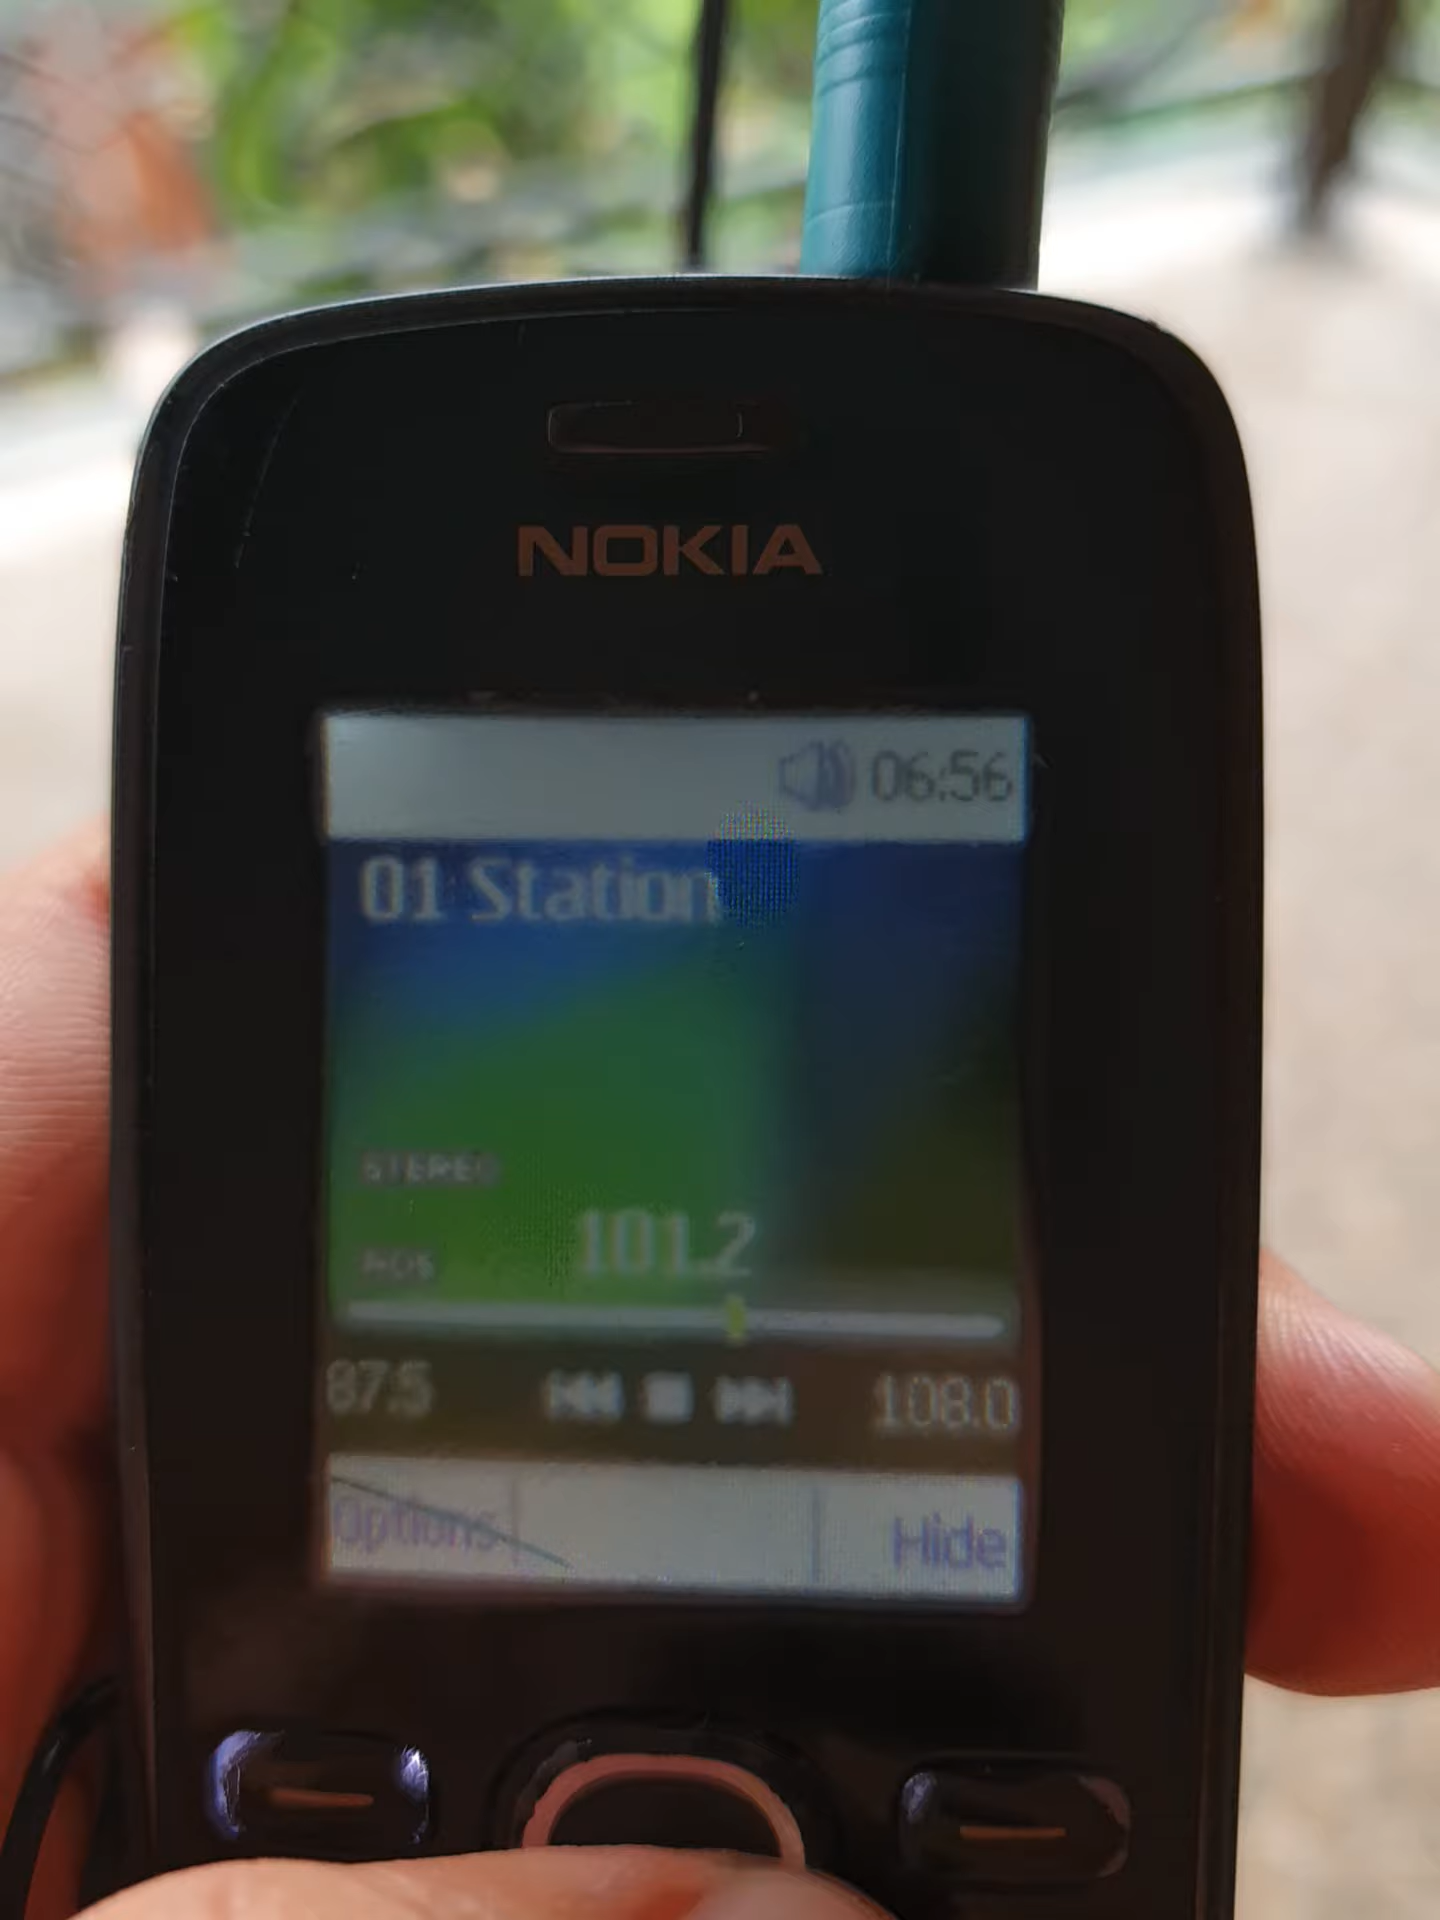 NOKIA
06:56
01 Station
STEREO
RDS
101.2
87.5
108.0
Options
Hide